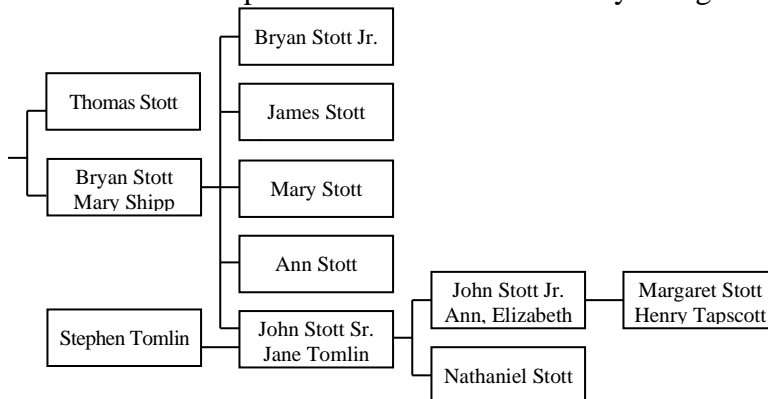 Bryan Stott Jr.
Thomas Stott
James Stott
Bryan Stott
Mary Shipp
Mary Stott
Ann Stott
Stephen Tomlin
John Stott Sr.
Jane Tomlin
John Stott Jr.
Ann, Elizabeth
Margaret Stott
Henry Tapscott
Nathaniel Stott